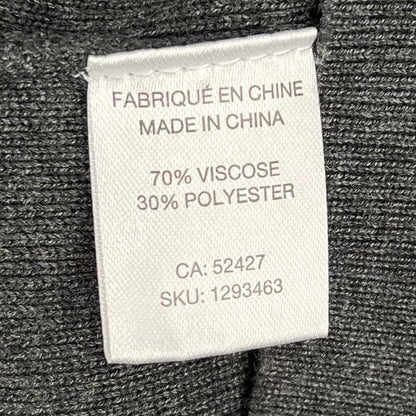 FABRIQUÉ EN CHINE
MADE IN CHINA
70% VISCOSE
30% POLYESTER
CA: 52427
SKU: 1293463